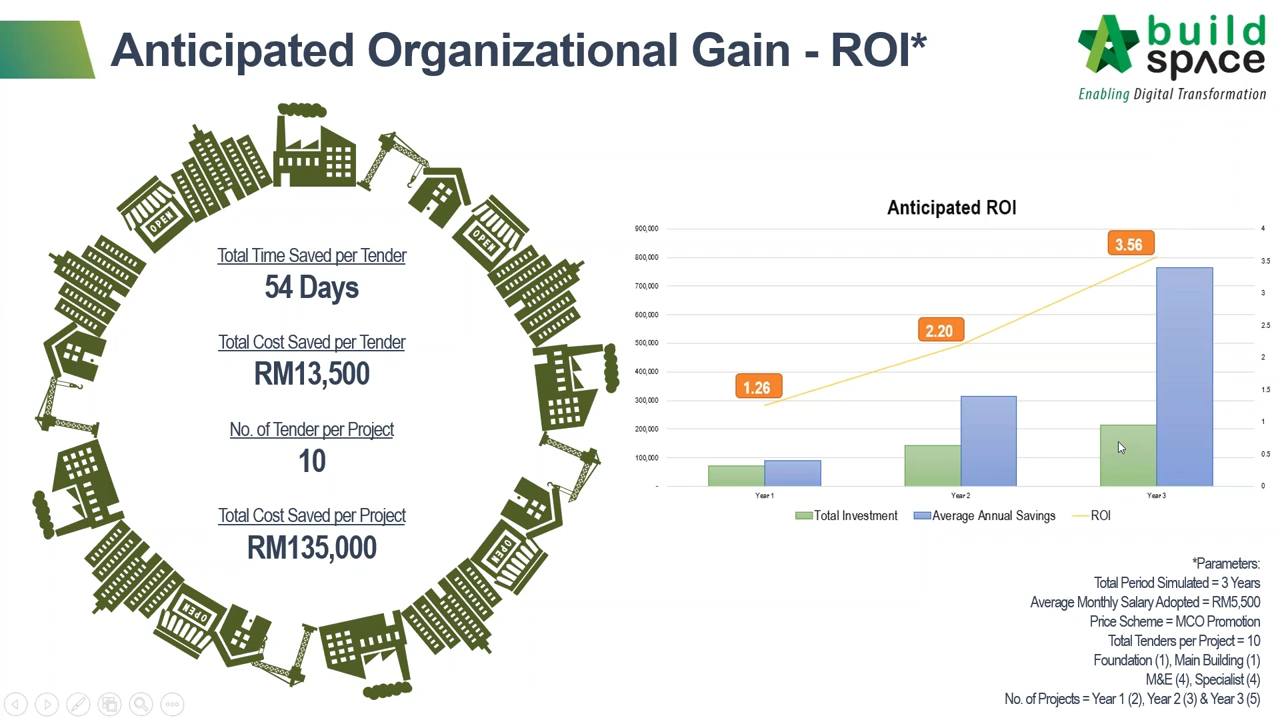 Anticipated Organizational Gain - ROI*
build
spʌce
Enabling Digital Transformation
OPEN
OPEN
OPEN
OPEN
Total Time Saved per Tender
54 Days
Total Cost Saved per Tender
RM13,500
No. of Tender per Project
10
Total Cost Saved per Project
RM135,000
Anticipated ROI
900,000
800,000
700,000
600,000
500,000
400,000
300,000
200,000
100,000
-
4
3.5
3
2.5
2
1.5
1
0.5
0
1.26
2.20
3.56
Year 1
Year 2
Year 3
Total Investment
Average Annual Savings
ROI
*Parameters:
Total Period Simulated = 3 Years
Average Monthly Salary Adopted = RM5,500
Price Scheme = MCO Promotion
Total Tenders per Project = 10
Foundation (1), Main Building (1)
M&E (4), Specialist (4)
No. of Projects = Year 1 (2), Year 2 (3) & Year 3 (5)